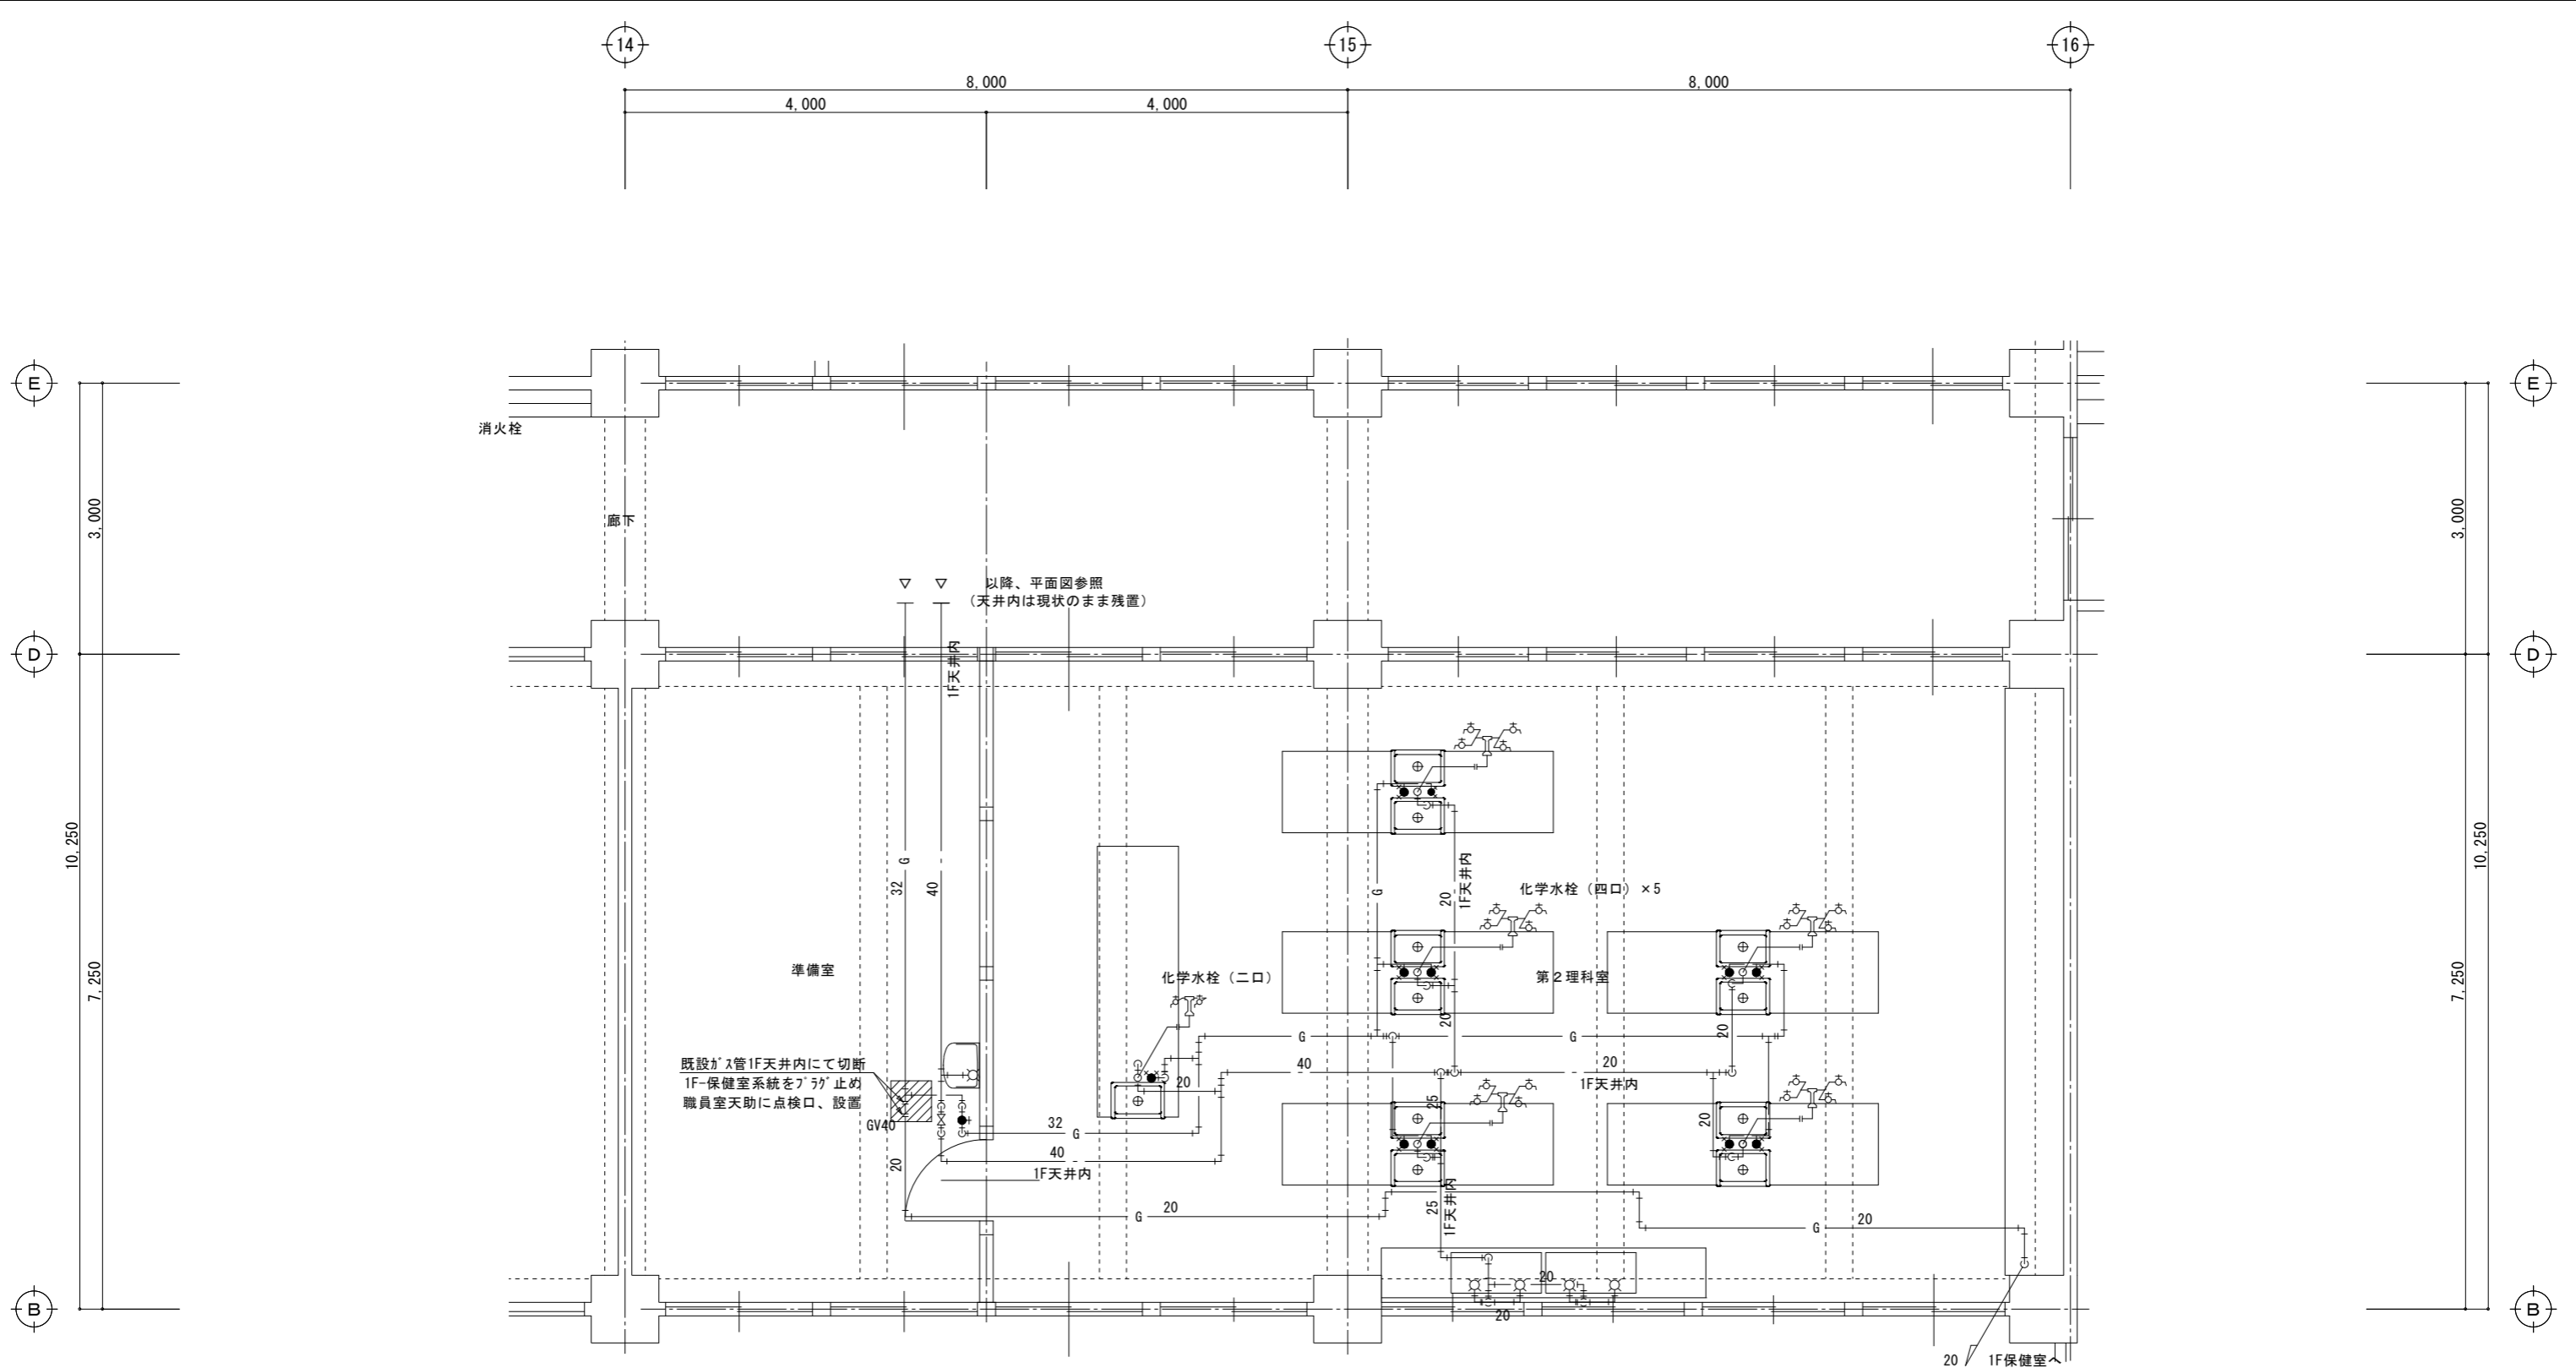 14
15
16
8,000
8,000
4,000
4,000
E
E
消火栓
3,000
3,000
廊下
以降、平面図参照
(天井内は現状のまま残置)
D
D
1F天井内
10,250
10,250
7,250
7,250
G
32
40
G
20
1F天井内
化学水栓(四口)×5
準備室
化学水栓(二口)
第2理科室
20
20
G
G
既設ガス管1F天井内にて切断
1F-保健室系統をプラグ止め
職員室天助に点検口、設置
GV40
40
20
1F天井内
20
25
20
32
G
40
1F天井内
20
20
G
25
1F天井内
G
20
20
20
B
B
20
1F保健室へ